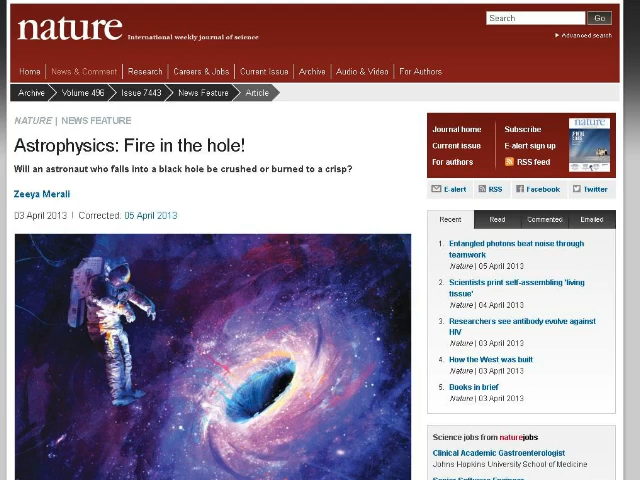 nature International weekly journal of science
Search Go
Advanced search
Home News & Comment Research Careers & Jobs Current Issue Archive Audio & Video For Authors
Archive Volume 496 Issue 7443 News Feature Article
NATURE | NEWS FEATURE
Astrophysics: Fire in the hole!
Will an astronaut who falls into a black hole be crushed or burned to a crisp?
Zeeya Merali
03 April 2013 | Corrected: 05 April 2013
Journal home Subscribe
Current issue E-alert sign up
For authors RSS feed
nature
E-alert RSS Facebook Twitter
Recent Read Commented Emailed
1. Entangled photons beat noise through
teamwork
Nature | 05 April 2013
2. Scientists print self-assembling 'living
tissue'
Nature | 04 April 2013
3. Researchers see antibody evolve against
HIV
Nature | 03 April 2013
4. How the West was built
Nature | 03 April 2013
5. Books in brief
Nature | 03 April 2013
Science jobs from naturejobs
Clinical Academic Gastroenterologist
Johns Hopkins University School of Medicine
Senior Software Engineer